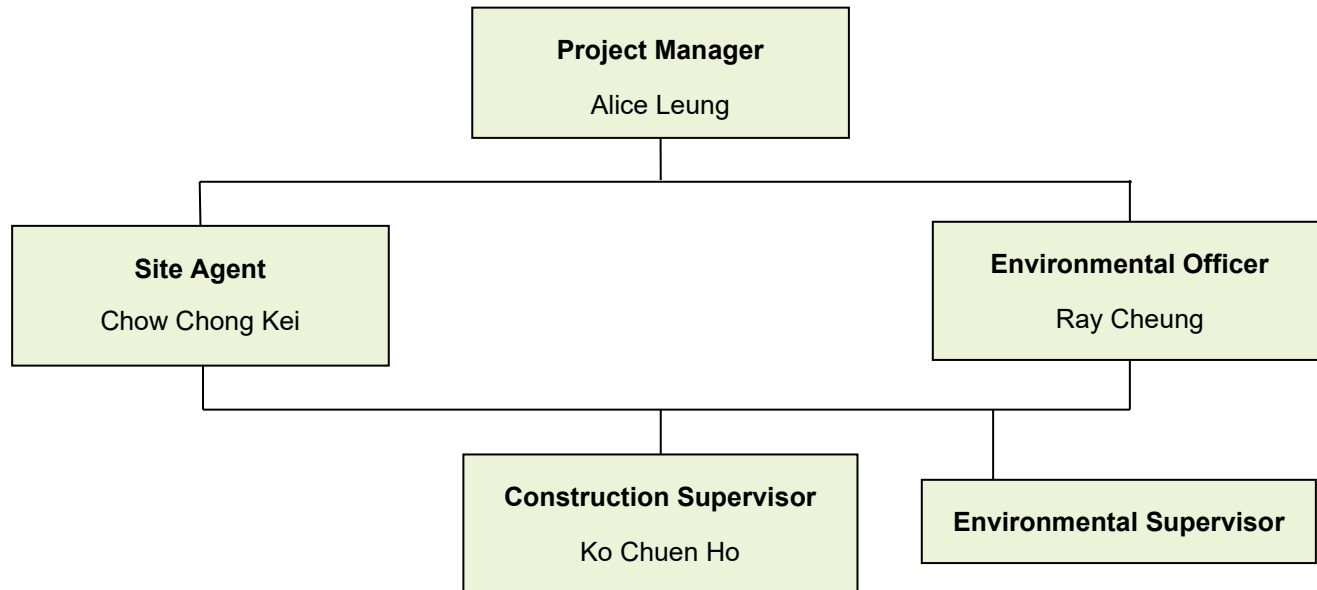 Project Manager
Alice Leung
Site Agent
Chow Chong Kei
Environmental Officer
Ray Cheung
Construction Supervisor
Ko Chuen Ho
Environmental Supervisor